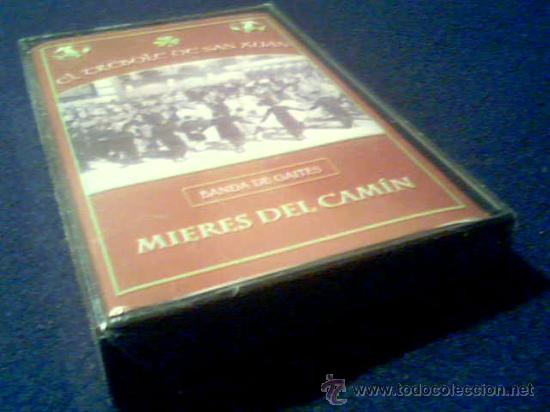 EL TREBOLE DE SAN XUAN
BANDA DE GAITES
MIERES DEL CAMÍN
www.todocoleccion.net